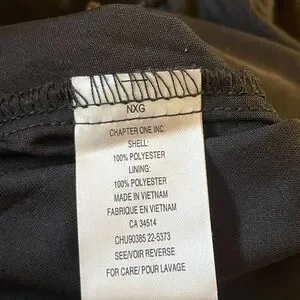 NXG
CHAPTER ONE INC.
SHELL:
100% POLYESTER
LINING:
100% POLYESTER
MADE IN VIETNAM
FABRIQUE EN VIETNAM
CA 34514
CHU90385 22-5373
SEE/VOIR REVERSE
FOR CARE/ POUR LAVAGE